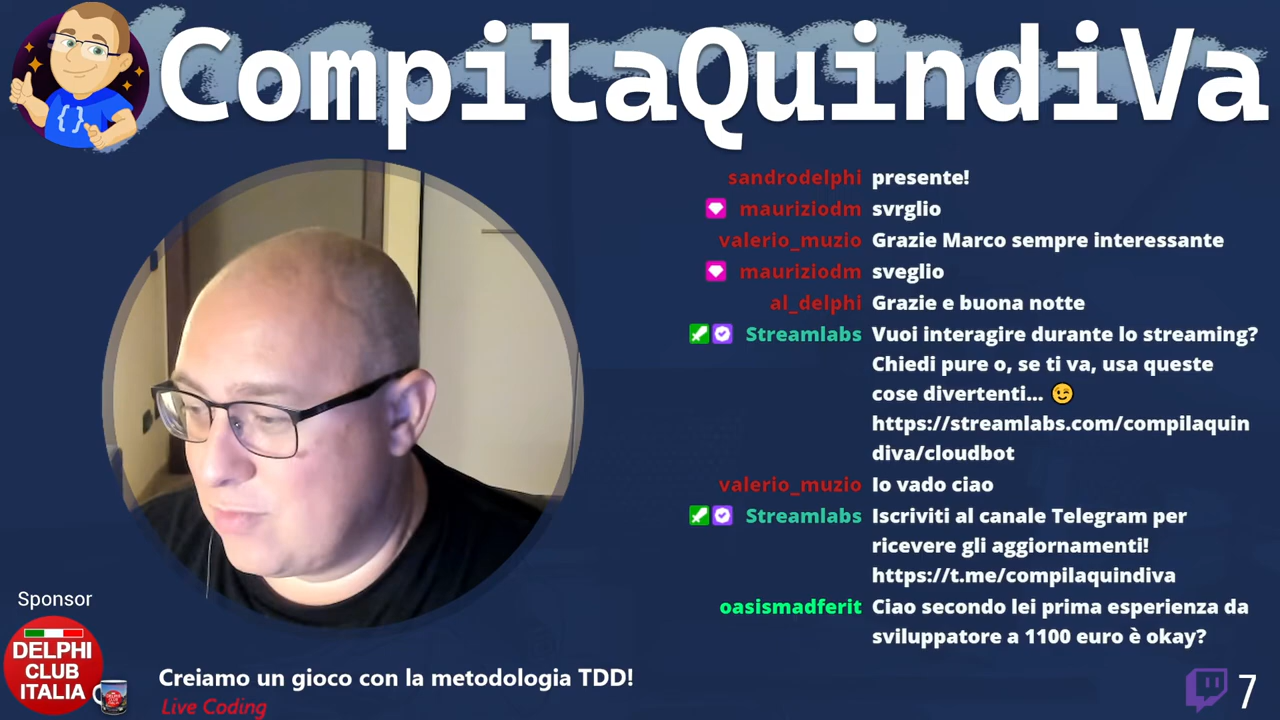 CompilaQuindiVa
sandrodelphi presente!
mauriziodm svrglio
valerio_muzio Grazie Marco sempre interessante
mauriziodm sveglio
al_delphi Grazie e buona notte
Streamlabs Vuoi interagire durante lo streaming?
Chiedi pure o, se ti va, usa queste
cose divertenti... 😉
https://streamlabs.com/compilaquin
diva/cloudbot
valerio_muzio Io vado ciao
Streamlabs Iscriviti al canale Telegram per
ricevere gli aggiornamenti!
https://t.me/compilaquindiva
oasismadferit Ciao secondo lei prima esperienza da
sviluppatore a 1100 euro è okay?
Sponsor
DELPHI
CLUB
ITALIA
Creiamo un gioco con la metodologia TDD!
Live Coding
7